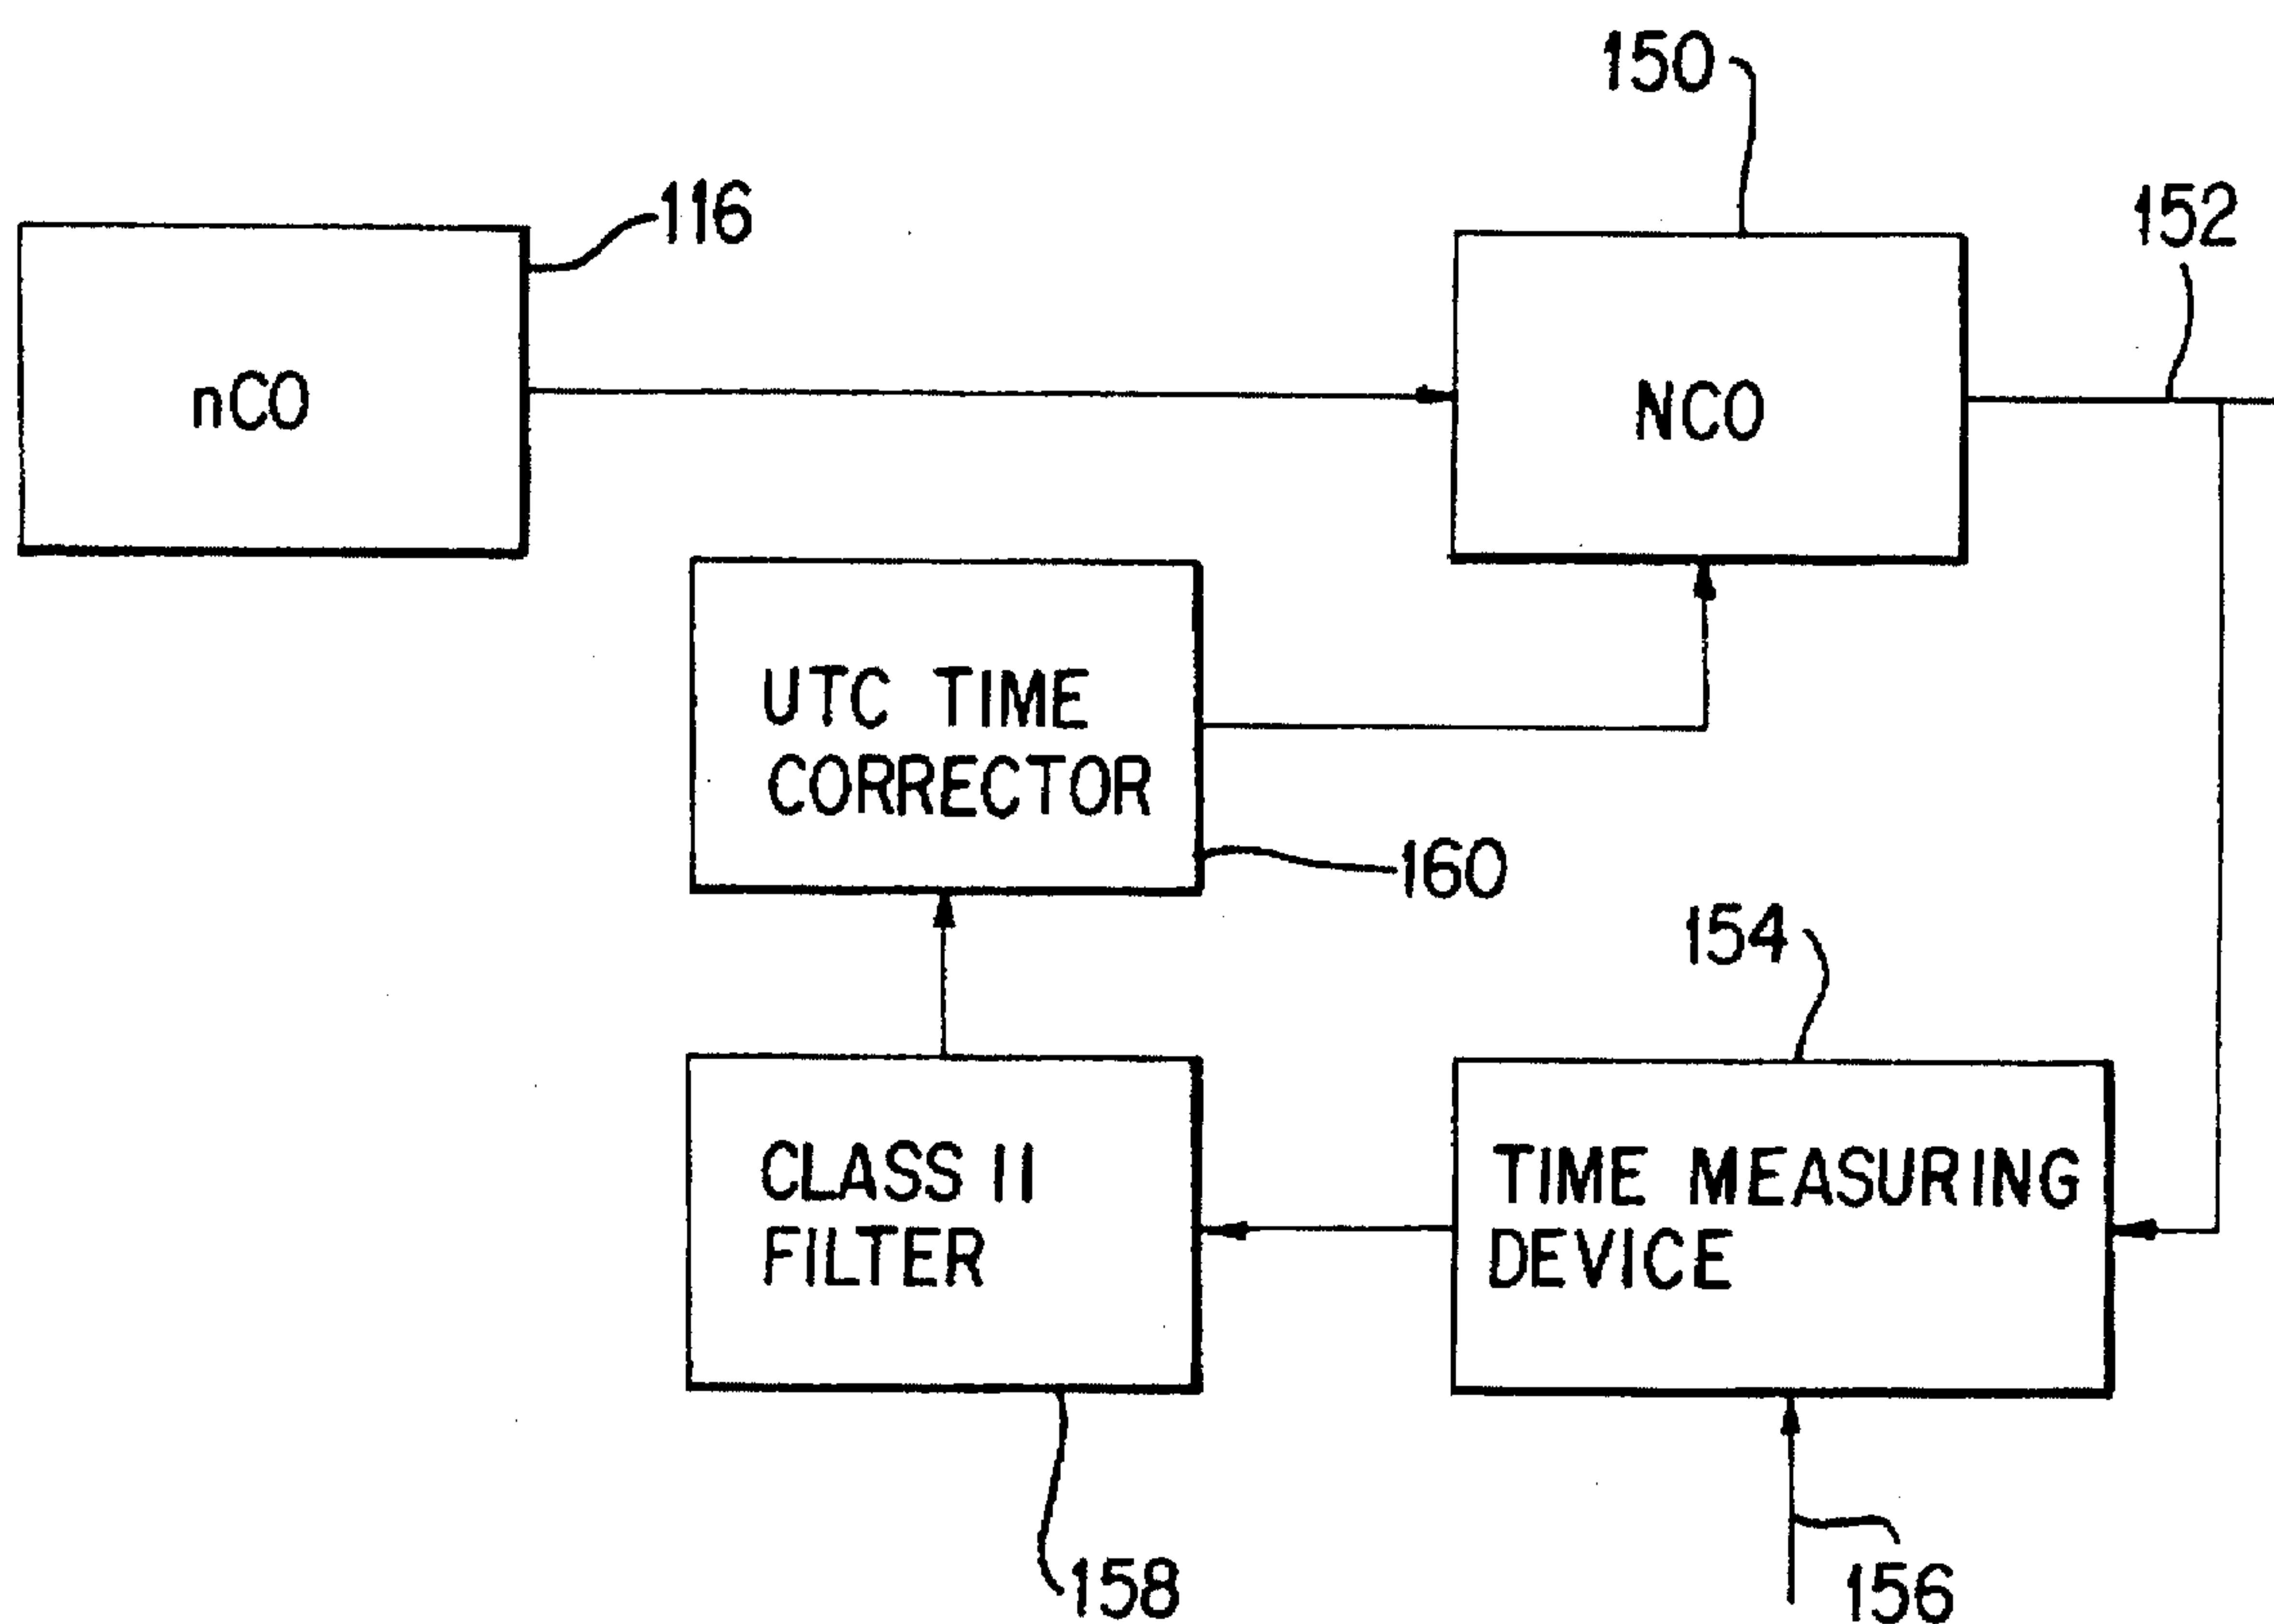 150
116
152
nCO
NCO
UTC TIME
CORRECTOR
160
154
CLASS II
FILTER
TIME MEASURING
DEVICE
158
156